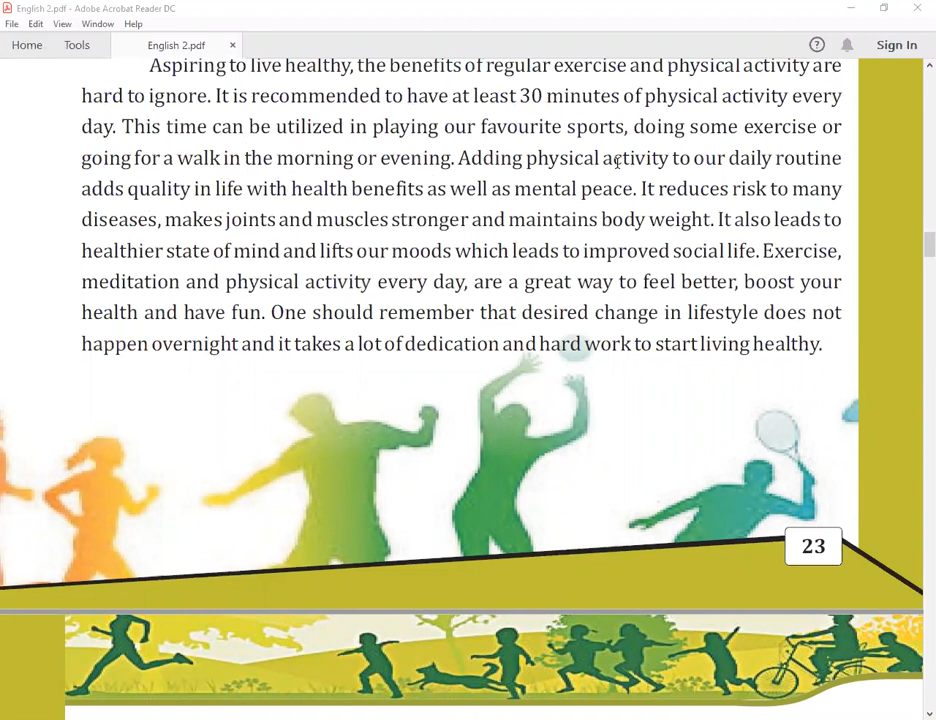 English 2.pdf - Adobe Acrobat Reader DC
File Edit View Window Help
Home Tools English 2.pdf × ? Sign In
Aspiring to live healthy, the benefits of regular exercise and physical activity are
hard to ignore. It is recommended to have at least 30 minutes of physical activity every
day. This time can be utilized in playing our favourite sports, doing some exercise or
going for a walk in the morning or evening. Adding physical activity to our daily routine
adds quality in life with health benefits as well as mental peace. It reduces risk to many
diseases, makes joints and muscles stronger and maintains body weight. It also leads to
healthier state of mind and lifts our moods which leads to improved social life. Exercise,
meditation and physical activity every day, are a great way to feel better, boost your
health and have fun. One should remember that desired change in lifestyle does not
happen overnight and it takes a lot of dedication and hard work to start living healthy.
23